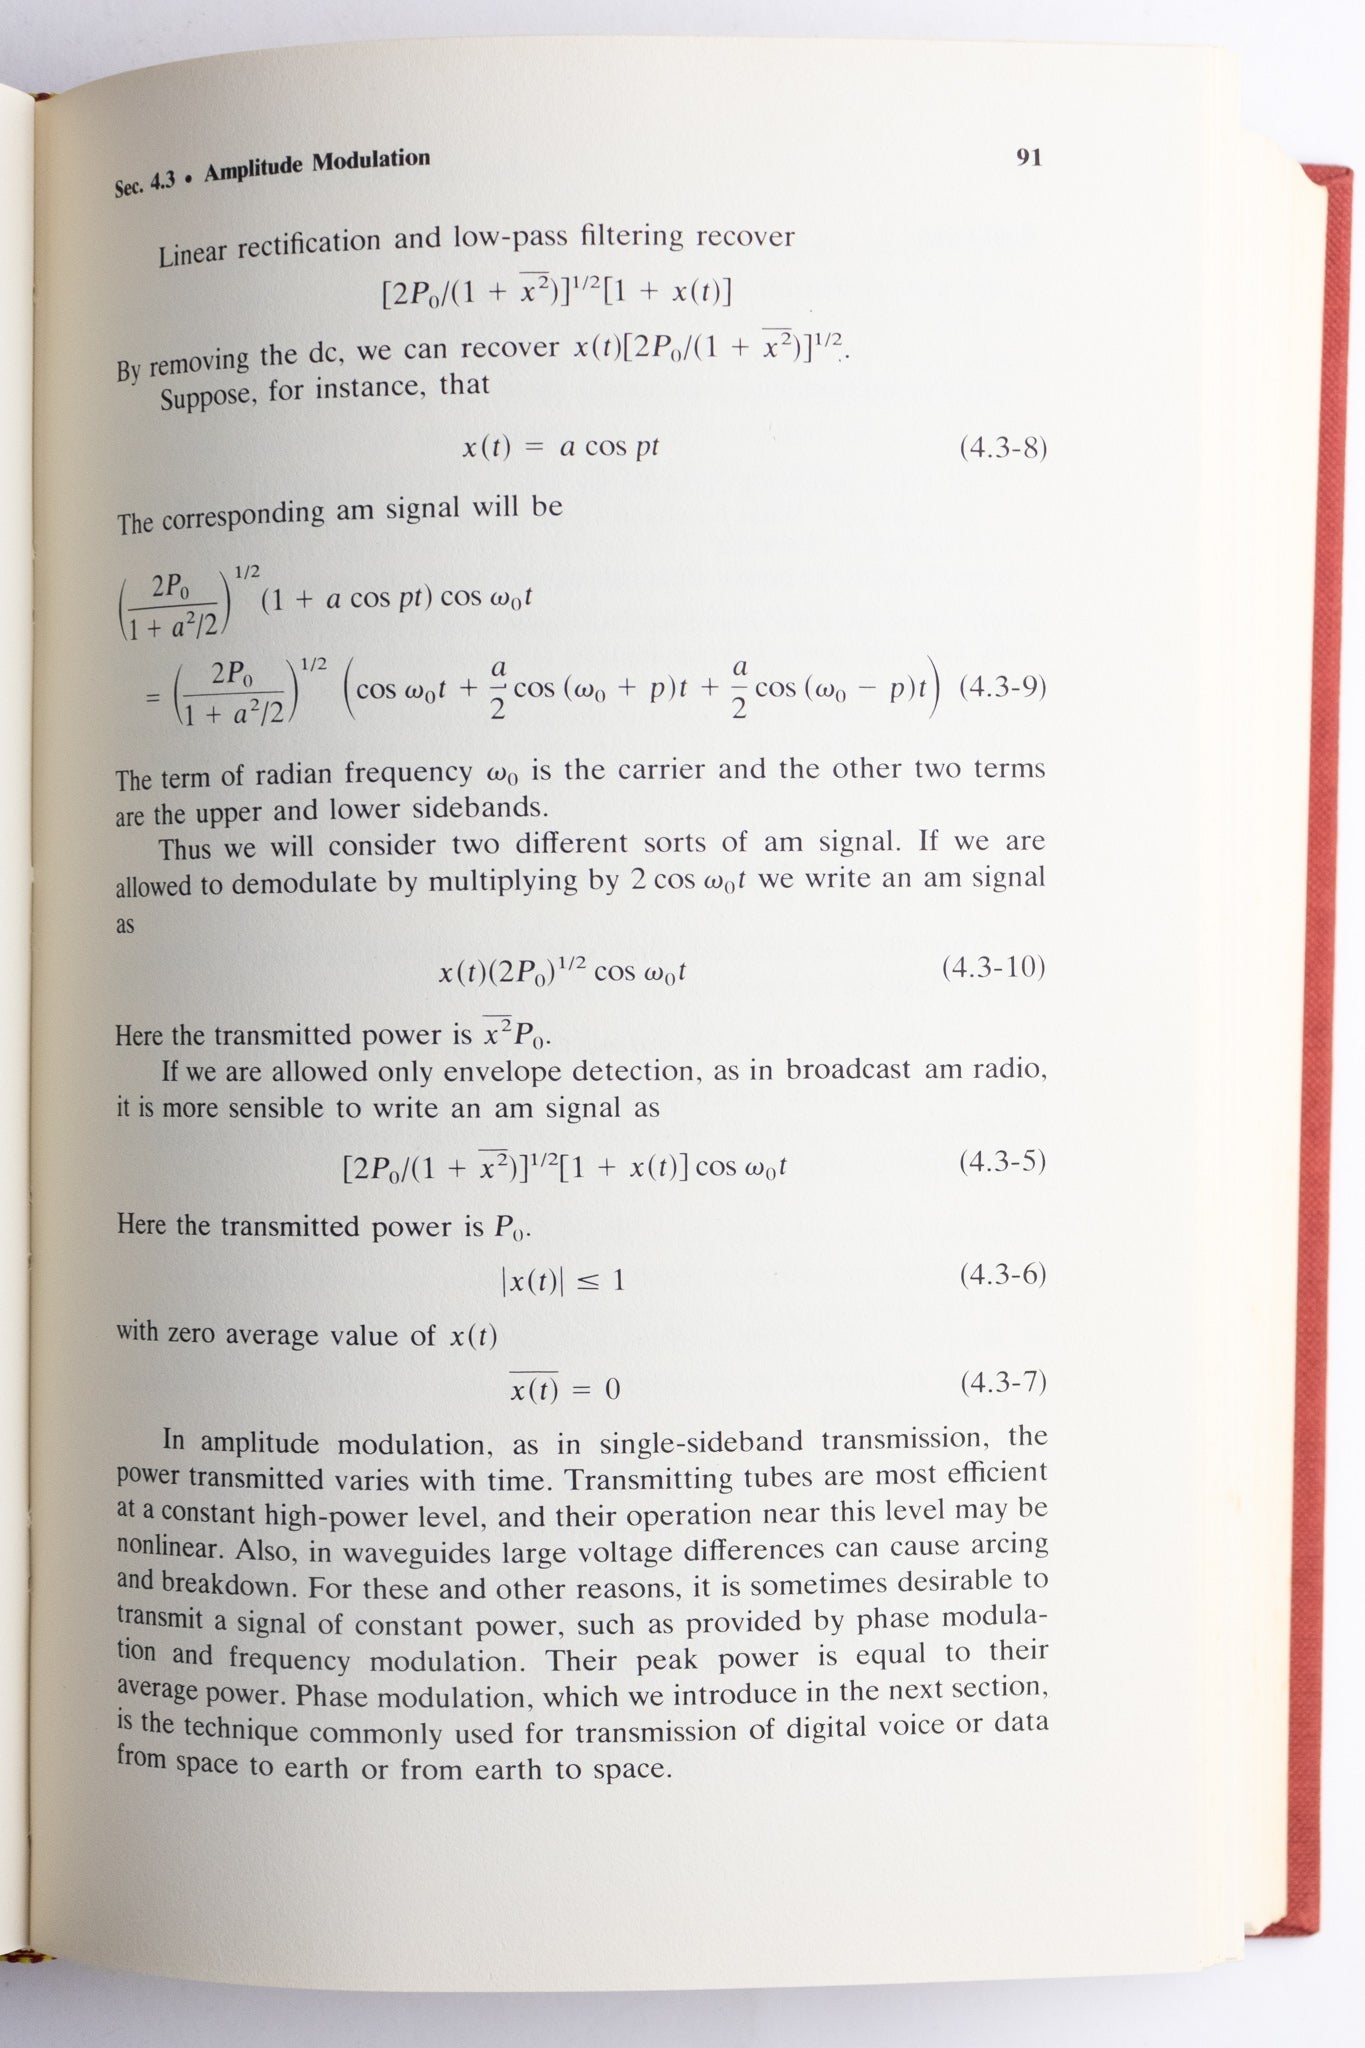 Sec. 4.3 • Amplitude Modulation 91
Linear rectification and low-pass filtering recover
[2P₀/(1 + x̅²̅)]¹ᐟ²[1 + x(t)]
By removing the dc, we can recover x(t)[2P₀/(1 + x̅²̅)]¹ᐟ².
Suppose, for instance, that
x(t) = a cos pt (4.3-8)
The corresponding am signal will be
(2P₀/(1 + a²/2))¹ᐟ² (1 + a cos pt) cos ω₀t
= (2P₀/(1 + a²/2))¹ᐟ² (cos ω₀t + a/2 cos (ω₀ + p)t + a/2 cos (ω₀ − p)t) (4.3-9)
The term of radian frequency ω₀ is the carrier and the other two terms
are the upper and lower sidebands.
Thus we will consider two different sorts of am signal. If we are
allowed to demodulate by multiplying by 2 cos ω₀t we write an am signal
as
x(t)(2P₀)¹ᐟ² cos ω₀t (4.3-10)
Here the transmitted power is x̅²̅P₀.
If we are allowed only envelope detection, as in broadcast am radio,
it is more sensible to write an am signal as
[2P₀/(1 + x̅²̅)]¹ᐟ²[1 + x(t)] cos ω₀t (4.3-5)
Here the transmitted power is P₀.
|x(t)| ≤ 1 (4.3-6)
with zero average value of x(t)
x̅(̅t̅)̅ = 0 (4.3-7)
In amplitude modulation, as in single-sideband transmission, the
power transmitted varies with time. Transmitting tubes are most efficient
at a constant high-power level, and their operation near this level may be
nonlinear. Also, in waveguides large voltage differences can cause arcing
and breakdown. For these and other reasons, it is sometimes desirable to
transmit a signal of constant power, such as provided by phase modula-
tion and frequency modulation. Their peak power is equal to their
average power. Phase modulation, which we introduce in the next section,
is the technique commonly used for transmission of digital voice or data
from space to earth or from earth to space.